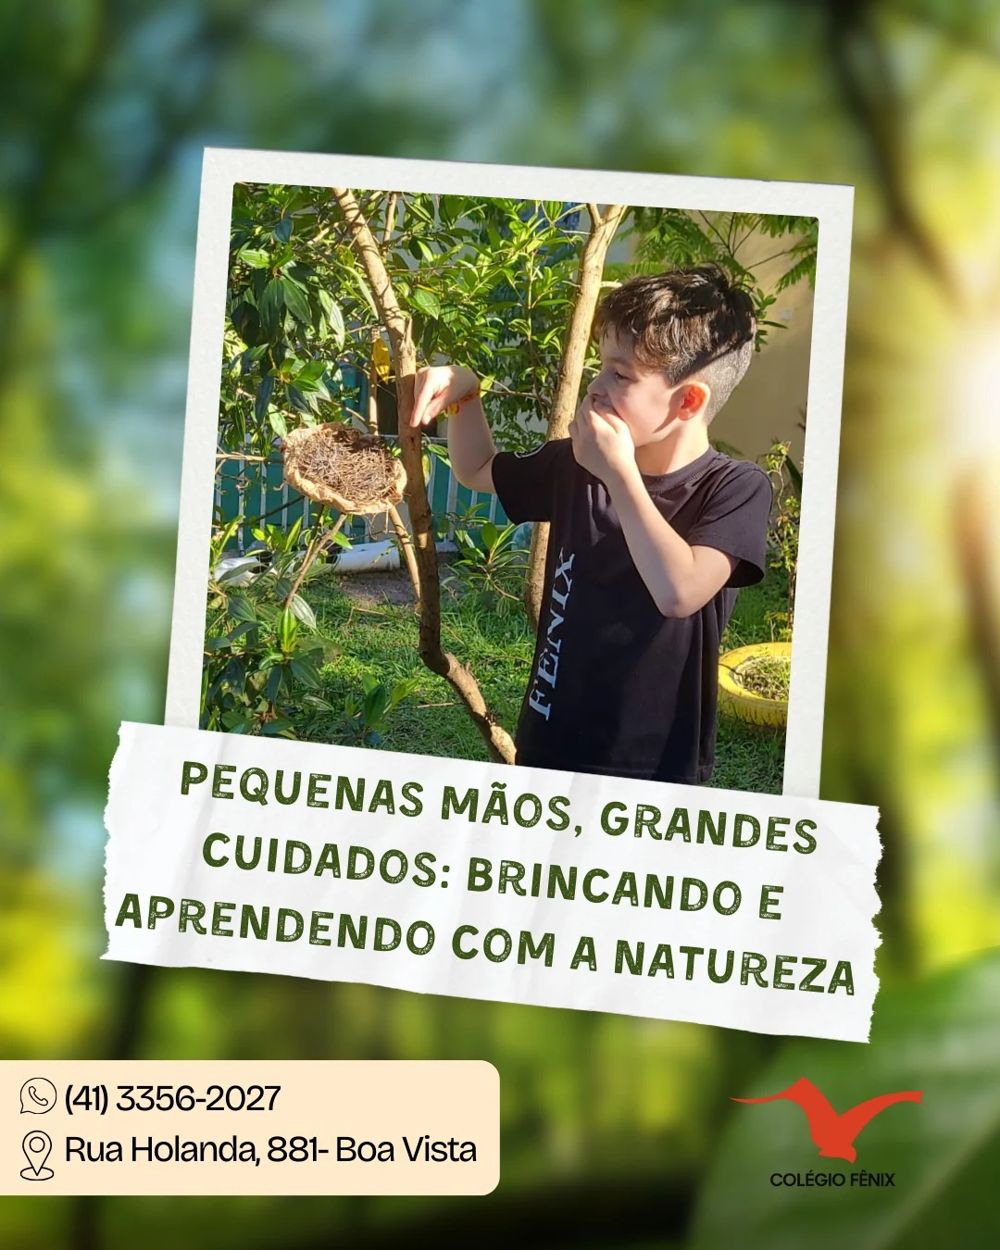 FÊNIX
PEQUENAS MÃOS, GRANDES
CUIDADOS: BRINCANDO E
APRENDENDO COM A NATUREZA
(41) 3356-2027
Rua Holanda, 881- Boa Vista
COLÉGIO FÊNIX